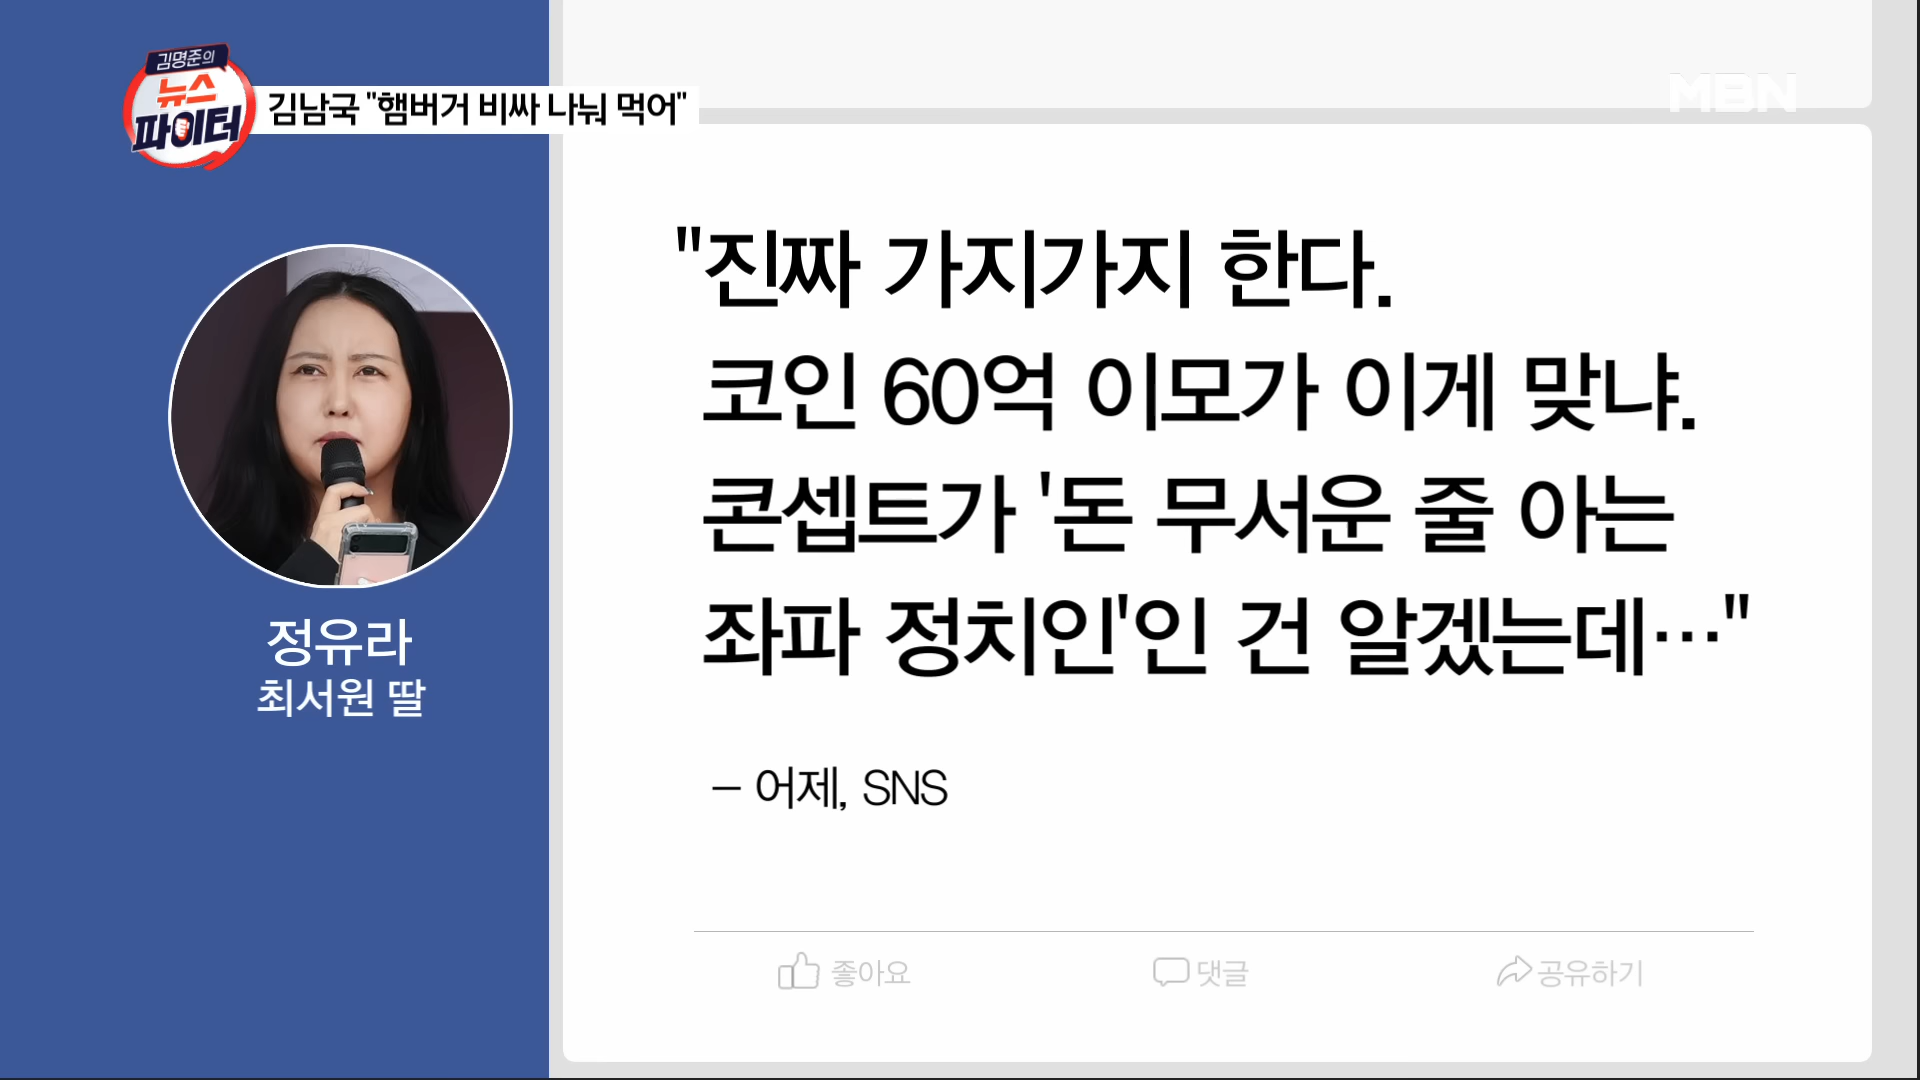 김명준의
뉴스
파이터
김남국 "햄버거 비싸 나눠 먹어"
MBN
"진짜 가지가지 한다.
코인 60억 이모가 이게 맞냐.
콘셉트가 '돈 무서운 줄 아는
좌파 정치인'인 건 알겠는데…"
– 어제, SNS
정유라
최서원 딸
좋아요 댓글 공유하기